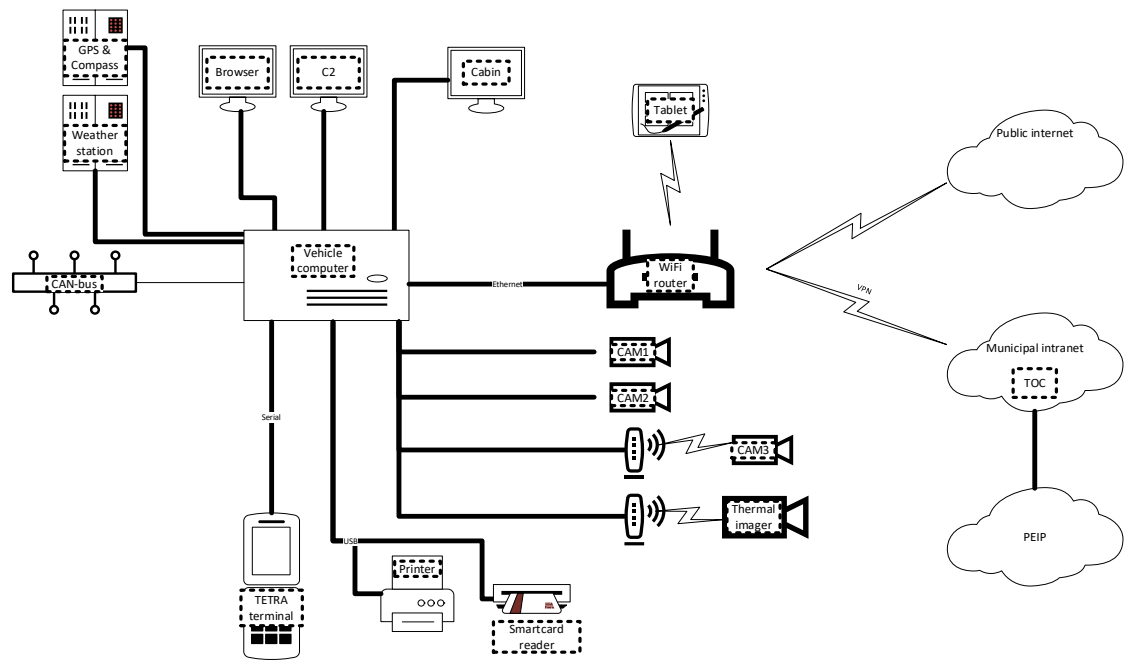 GPS &
Compass
Browser
C2
Cabin
Tablet
Public internet
Weather
station
Vehicle
computer
WiFi
router
CAN-bus
Ethernet
VPN
Municipal intranet
TOC
CAM1
CAM2
Serial
CAM3
Thermal
imager
USB
PEIP
Printer
TETRA
terminal
Smartcard
reader